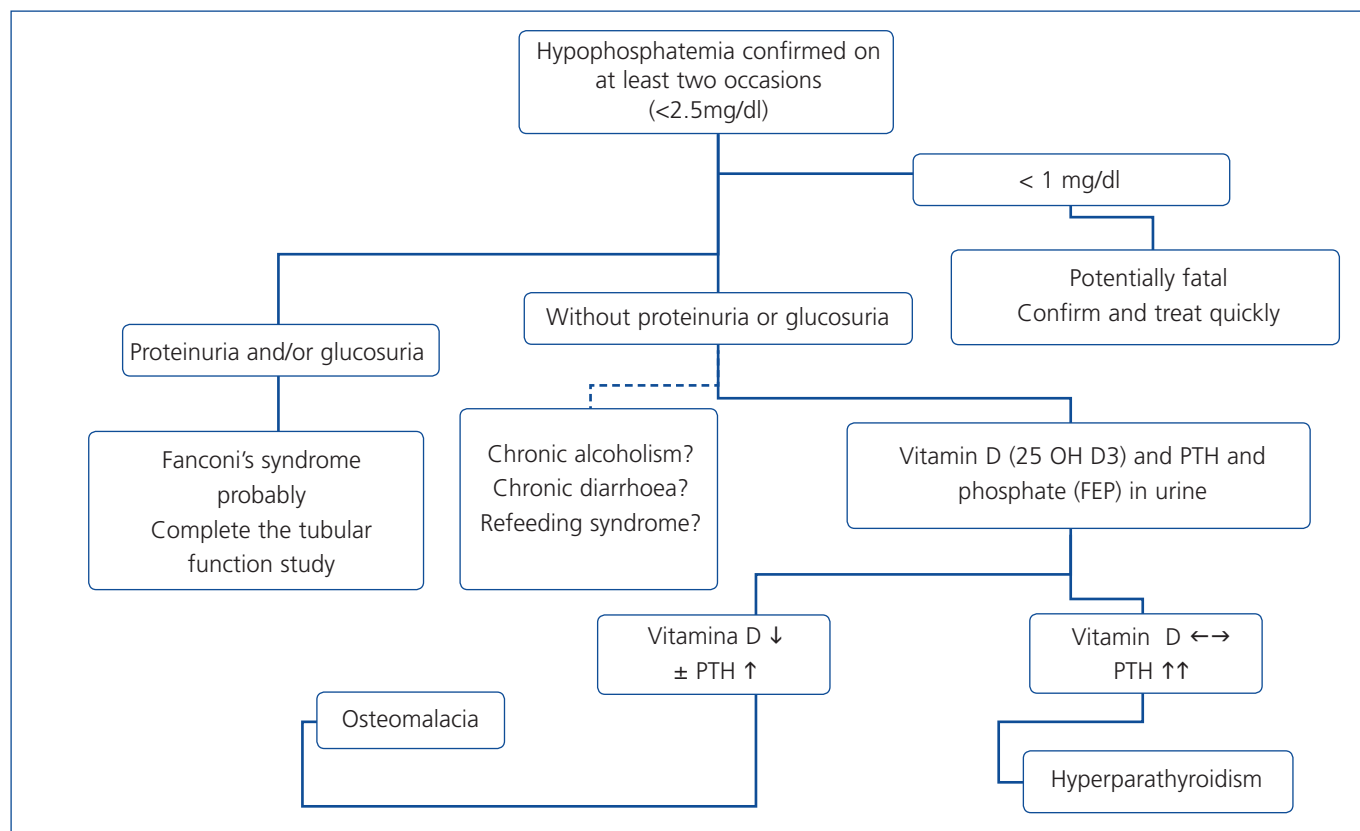 Hypophosphatemia confirmed on
at least two occasions
(<2.5mg/dl)
< 1 mg/dl
Potentially fatal
Confirm and treat quickly
Without proteinuria or glucosuria
Proteinuria and/or glucosuria
Fanconi's syndrome
probably
Complete the tubular
function study
Chronic alcoholism?
Chronic diarrhoea?
Refeeding syndrome?
Vitamin D (25 OH D3) and PTH and
phosphate (FEP) in urine
Vitamina D ↓
± PTH ↑
Vitamin D ←→
PTH ↑↑
Osteomalacia
Hyperparathyroidism